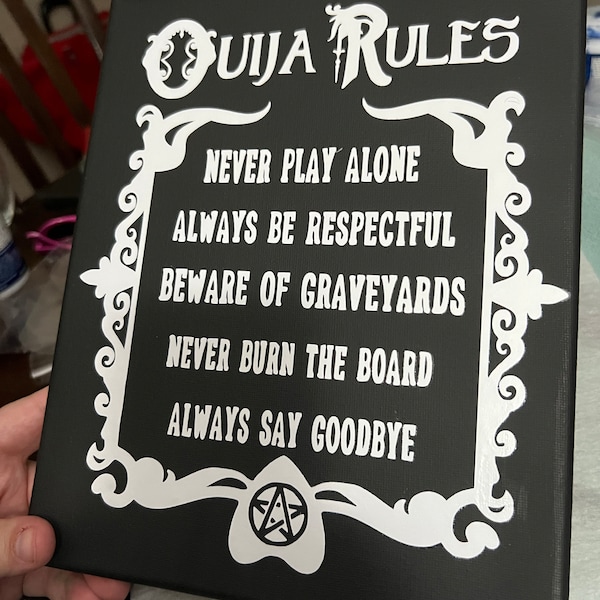 OUIJA RULES
NEVER PLAY ALONE
ALWAYS BE RESPECTFUL
BEWARE OF GRAVEYARDS
NEVER BURN THE BOARD
ALWAYS SAY GOODBYE